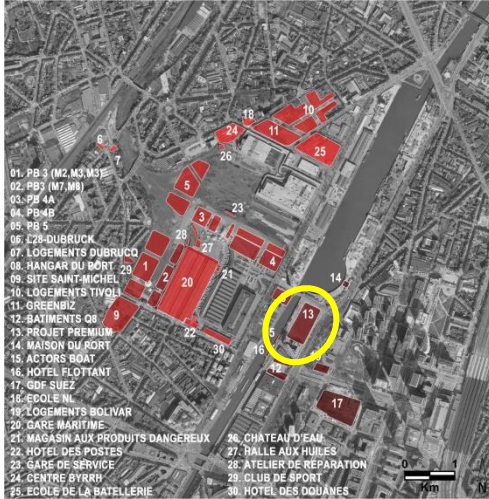 18
24
11
10
25
26
6
7
5
3
23
28
27
4
21
29
1
2
20
14
13
9
22
30
16
12
17
01. PB 3 (M2,M3,M3')
02. PB3 (M7,M8)
03. PB 4A
04. PB 4B
05. PB 5
06. L28-DUBRUCK
07. LOGEMENTS DUBRUCQ
08. HANGAR DU PORT
09. SITE SAINT-MICHEL
10. LOGEMENTS TIVOLI
11. GREENBIZ
12. BATIMENTS Q8
13. PROJET PREMIUM
14. MAISON DU PORT
15. ACTORS BOAT
16. HOTEL FLOTTANT
17. GDF SUEZ
18. ECOLE NL
19. LOGEMENTS BOLIVAR
20. GARE MARITIME
21. MAGASIN AUX PRODUITS DANGEREUX
22. HOTEL DES POSTES
23. GARE DE SERVICE
24. CENTRE BYRRH
25. ECOLE DE LA BATELLERIE
26. CHATEAU D'EAU
27. HALLE AUX HUILES
28. ATELIER DE REPARATION
29. CLUB DE SPORT
30. HOTEL DES DOUANES
0 1
Km
N